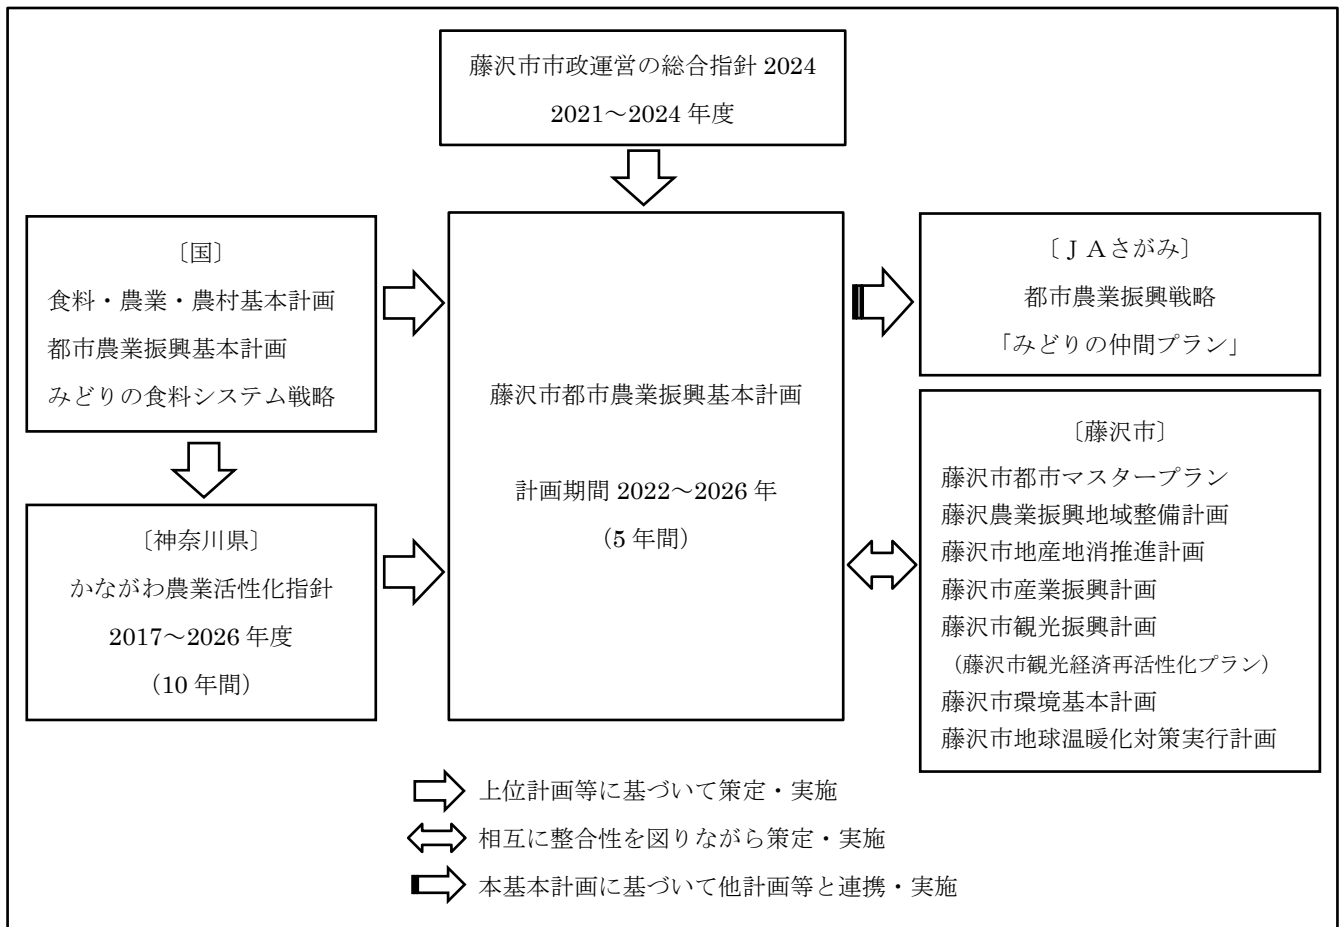 藤沢市市政運営の総合指針 2024
2021～2024 年度
〔国〕
食料・農業・農村基本計画
都市農業振興基本計画
みどりの食料システム戦略
〔神奈川県〕
かながわ農業活性化指針
2017～2026 年度
（10 年間）
藤沢市都市農業振興基本計画
計画期間 2022～2026 年
（5 年間）
〔ＪＡさがみ〕
都市農業振興戦略
「みどりの仲間プラン」
〔藤沢市〕
藤沢市都市マスタープラン
藤沢農業振興地域整備計画
藤沢市地産地消推進計画
藤沢市産業振興計画
藤沢市観光振興計画
（藤沢市観光経済再活性化プラン）
藤沢市環境基本計画
藤沢市地球温暖化対策実行計画
上位計画等に基づいて策定・実施
相互に整合性を図りながら策定・実施
本基本計画に基づいて他計画等と連携・実施